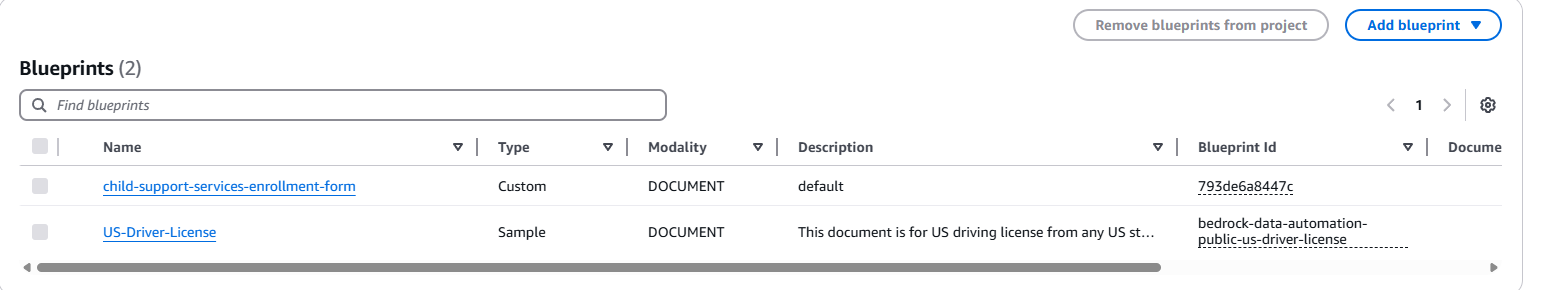 Remove blueprints from project
Add blueprint
Blueprints (2)
Find blueprints
1
Name Type Modality Description Blueprint Id Docume
child-support-services-enrollment-form Custom DOCUMENT default 793de6a8447c
US-Driver-License Sample DOCUMENT This document is for US driving license from any US st… bedrock-data-automation-
public-us-driver-license